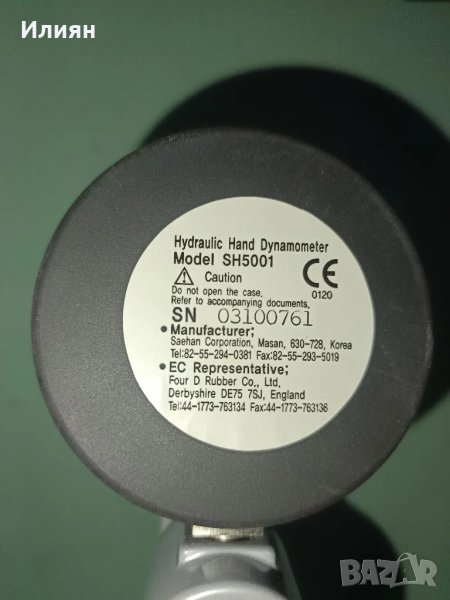 Илиян
Hydraulic Hand Dynamometer
Model SH5001
Caution
CE
0120
Do not open the case.
Refer to accompanying documents.
SN 03100761
• Manufacturer;
Saehan Corporation, Masan, 630-728, Korea
Tel:82-55-294-0381 Fax:82-55-293-5019
• EC Representative;
Four D Rubber Co,, Ltd,
Derbyshire DE75 7SJ, England
Tel:44-1773-763134 Fax:44-1773-763136
BAZAR